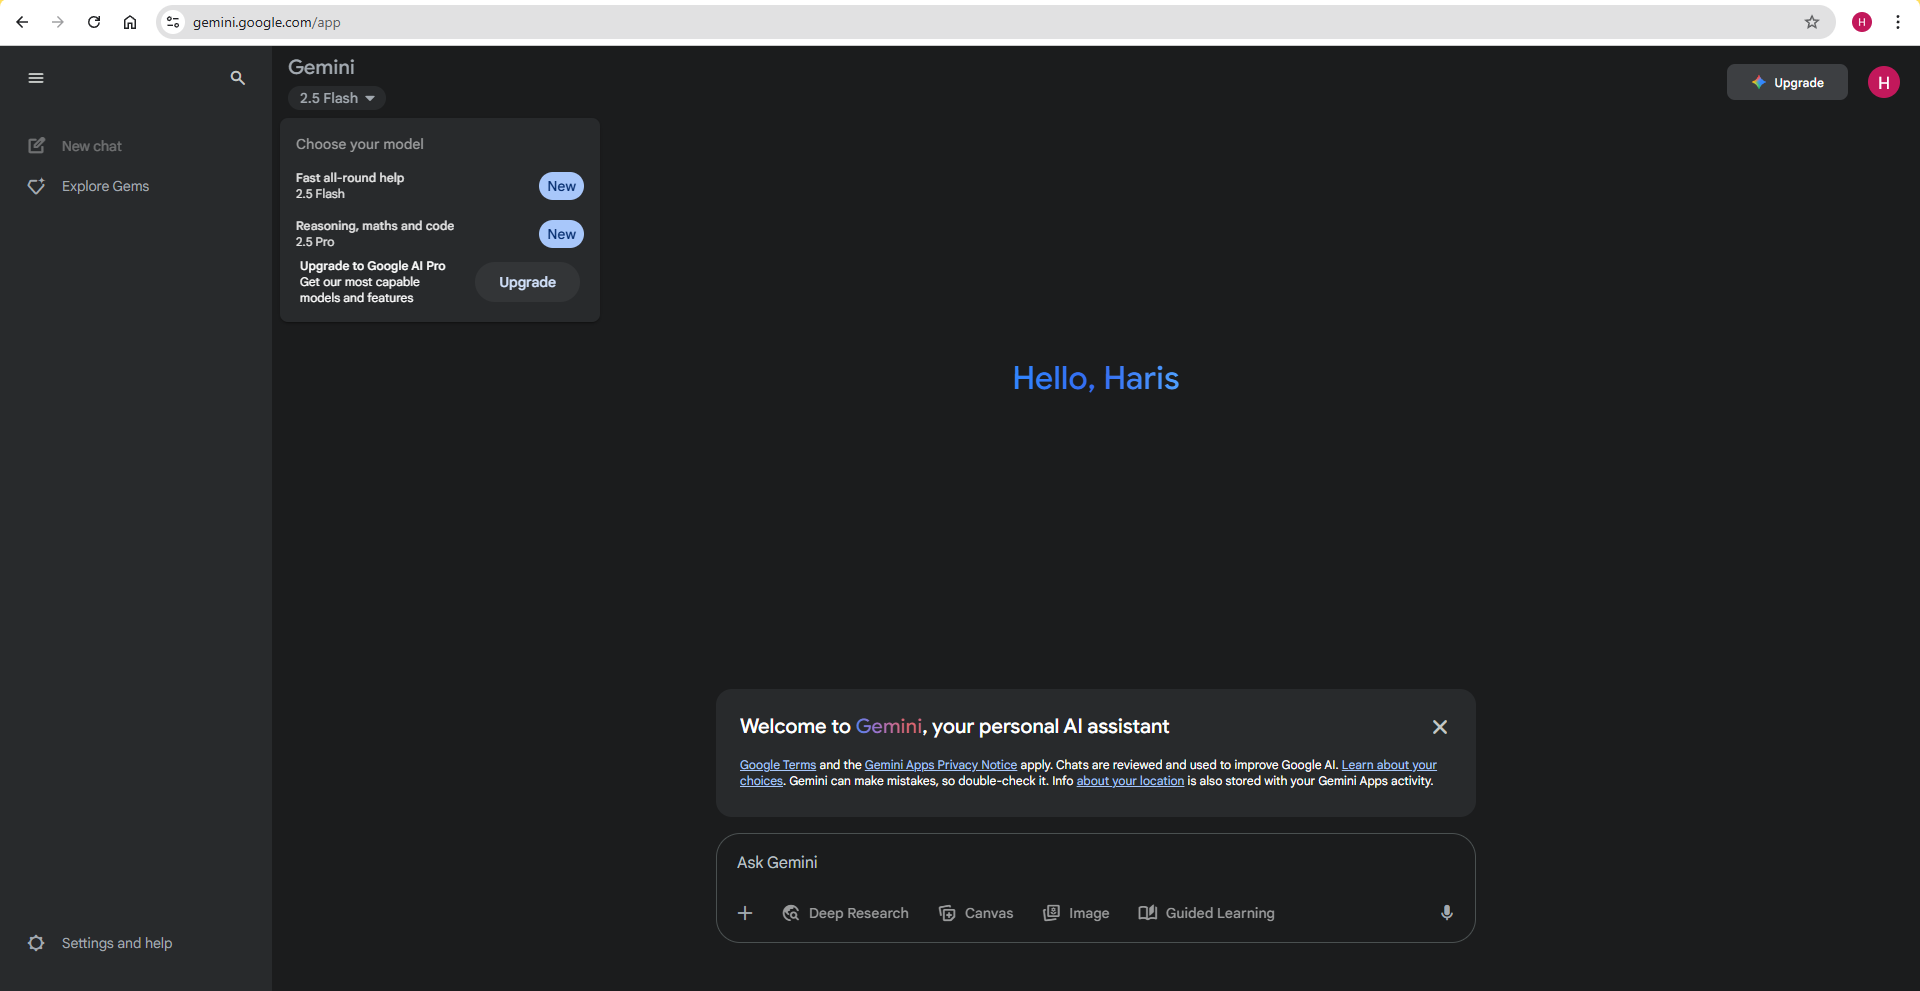 gemini.google.com/app
H
Gemini
2.5 Flash
Upgrade
H
New chat
Explore Gems
Choose your model
Fast all-round help
2.5 Flash
New
Reasoning, maths and code
2.5 Pro
New
Upgrade to Google AI Pro
Get our most capable
models and features
Upgrade
Hello, Haris
Welcome to Gemini, your personal AI assistant
Google Terms and the Gemini Apps Privacy Notice apply. Chats are reviewed and used to improve Google AI. Learn about your
choices. Gemini can make mistakes, so double-check it. Info about your location is also stored with your Gemini Apps activity.
Ask Gemini
Deep Research
Canvas
Image
Guided Learning
Settings and help